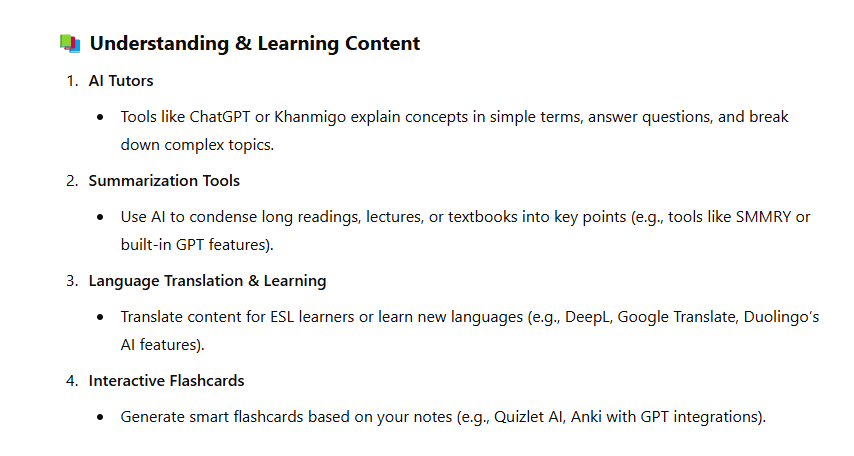 📚 Understanding & Learning Content
1. AI Tutors
• Tools like ChatGPT or Khanmigo explain concepts in simple terms, answer questions, and break
down complex topics.
2. Summarization Tools
• Use AI to condense long readings, lectures, or textbooks into key points (e.g., tools like SMMRY or
built-in GPT features).
3. Language Translation & Learning
• Translate content for ESL learners or learn new languages (e.g., DeepL, Google Translate, Duolingo's
AI features).
4. Interactive Flashcards
• Generate smart flashcards based on your notes (e.g., Quizlet AI, Anki with GPT integrations).